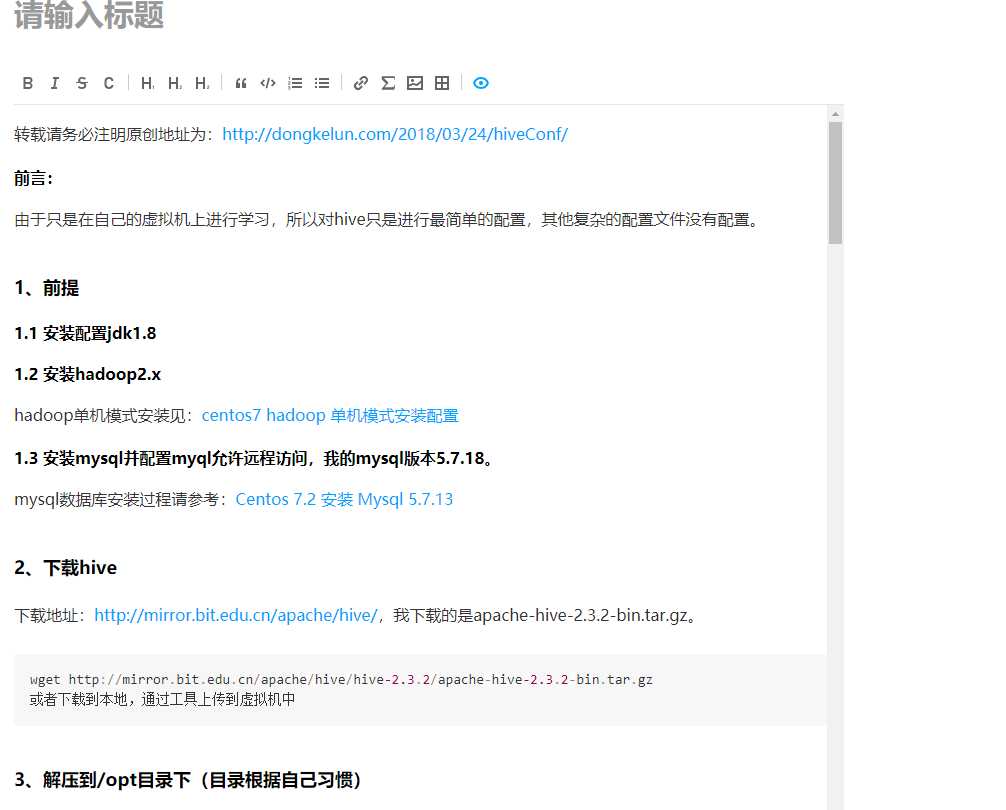 请输入标题
B I S C H₁ H₂ H₃
转载请务必注明原创地址为：http://dongkelun.com/2018/03/24/hiveConf/
前言：
由于只是在自己的虚拟机上进行学习，所以对hive只是进行最简单的配置，其他复杂的配置文件没有配置。
1、前提
1.1 安装配置jdk1.8
1.2 安装hadoop2.x
hadoop单机模式安装见：centos7 hadoop 单机模式安装配置
1.3 安装mysql并配置myql允许远程访问，我的mysql版本5.7.18。
mysql数据库安装过程请参考：Centos 7.2 安装 Mysql 5.7.13
2、下载hive
下载地址：http://mirror.bit.edu.cn/apache/hive/，我下载的是apache-hive-2.3.2-bin.tar.gz。
wget http://mirror.bit.edu.cn/apache/hive/hive-2.3.2/apache-hive-2.3.2-bin.tar.gz
或者下载到本地，通过工具上传到虚拟机中
3、解压到/opt目录下（目录根据自己习惯）